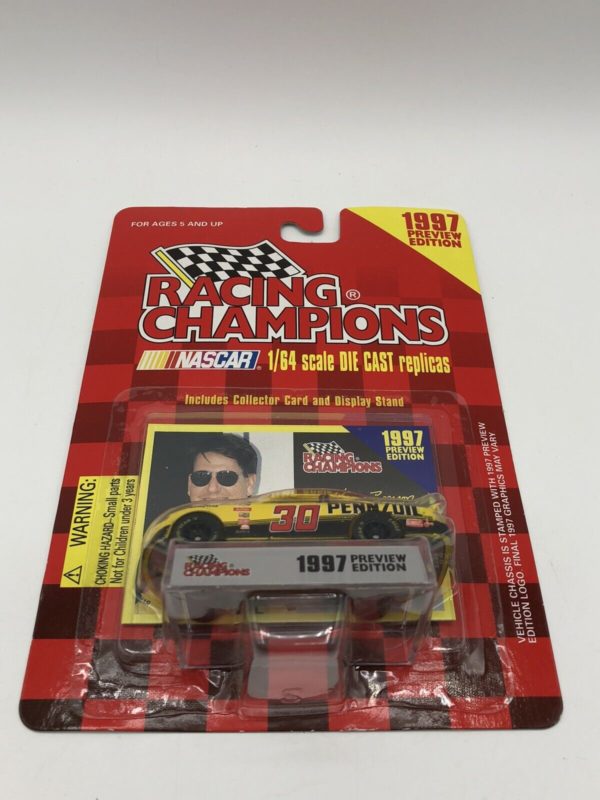 FOR AGES 5 AND UP
1997
PREVIEW
EDITION
RACING ®
CHAMPIONS
NASCAR 1/64 scale DIE CAST replicas
Includes Collector Card and Display Stand
⚠ WARNING:
CHOKING HAZARD–Small parts
Not for Children under 3 years
RACING
CHAMPIONS
1997
PREVIEW
EDITION
PENNZOIL
30
RACING
CHAMPIONS
1997 PREVIEW
EDITION
VEHICLE CHASSIS IS STAMPED WITH 1997 PREVIEW
EDITION LOGO. FINAL 1997 GRAPHICS MAY VARY